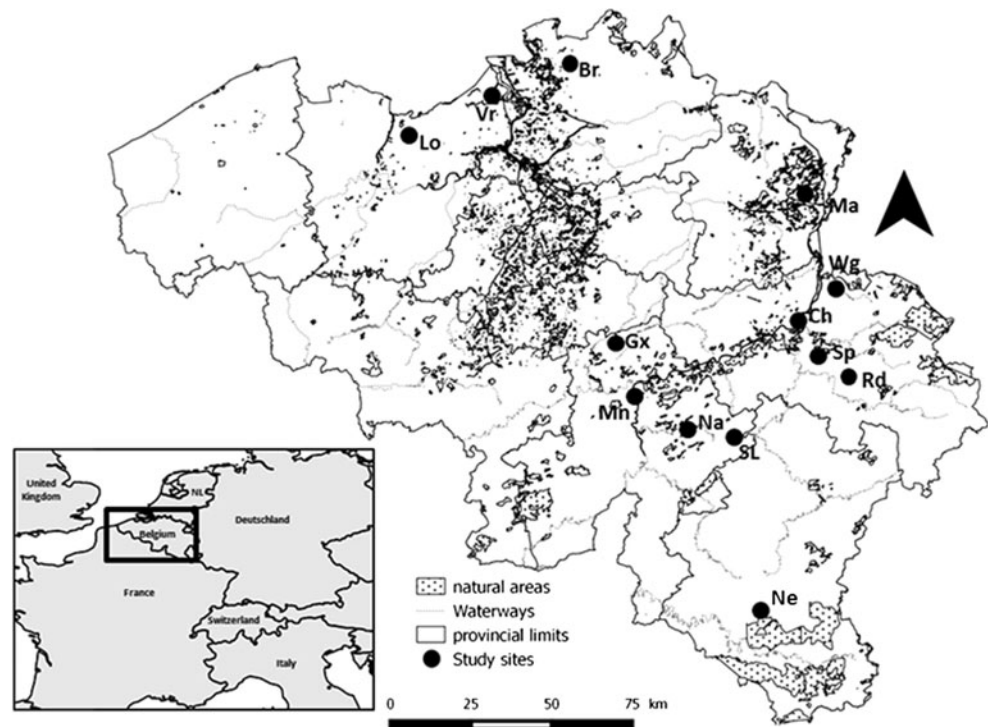 Br
Vr
Lo
Ma
Wg
Ch
Gx
Sp
Rd
Mn
Na
SL
Ne
United
Kingdom
NL
Belgium
Deutschland
France
Switzerland
Italy
natural areas
Waterways
provincial limits
Study sites
0 25 50 75 km